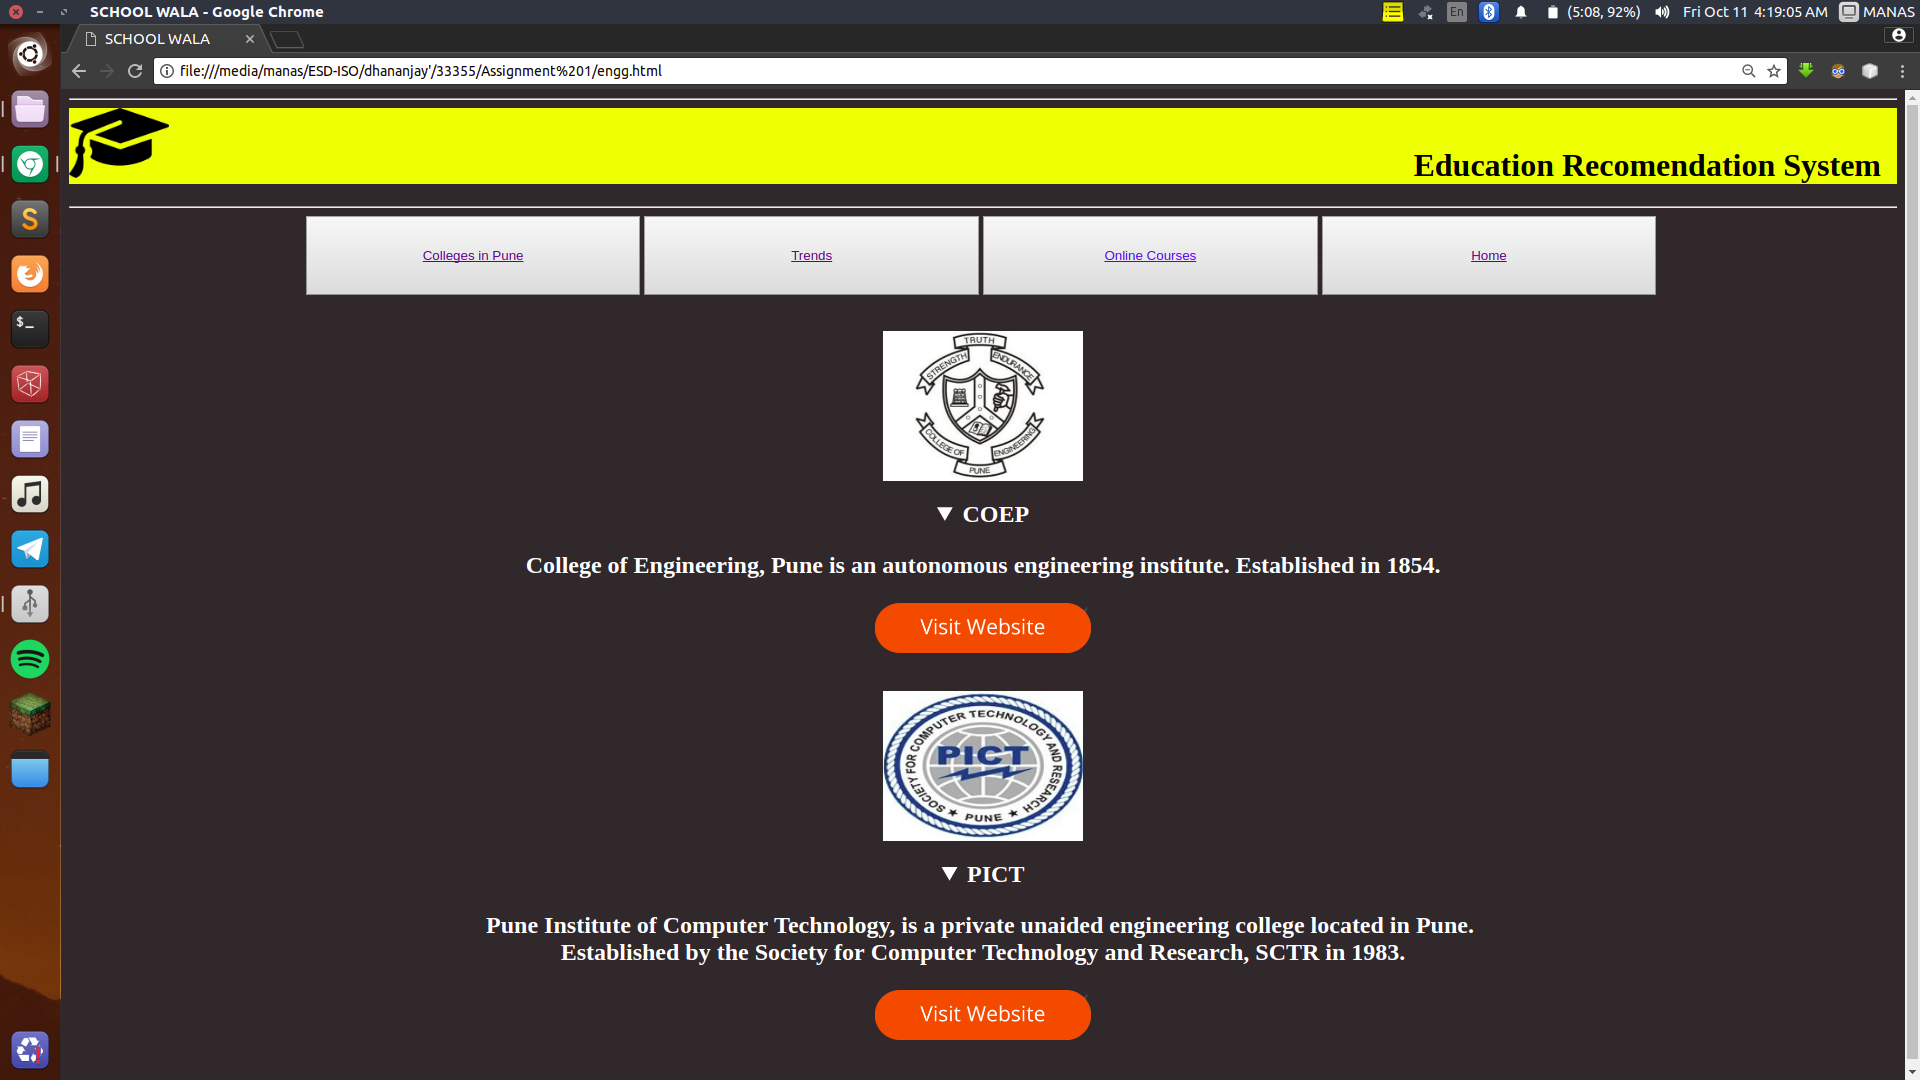 SCHOOL WALA - Google Chrome
En
(5:08, 92%)
Fri Oct 11 4:19:05 AM
MANAS
SCHOOL WALA
file:///media/manas/ESD-ISO/dhananjay'/33355/Assignment%201/engg.html
Education Recomendation System
Colleges in Pune
Trends
Online Courses
Home
TRUTH
STRENGTH
ENDURANCE
COLLEGE OF
ENGINEERING
PUNE
COEP
College of Engineering, Pune is an autonomous engineering institute. Established in 1854.
Visit Website
SOCIETY FOR COMPUTER TECHNOLOGY AND RESEARCH
PICT
PUNE
PICT
Pune Institute of Computer Technology, is a private unaided engineering college located in Pune.
Established by the Society for Computer Technology and Research, SCTR in 1983.
Visit Website